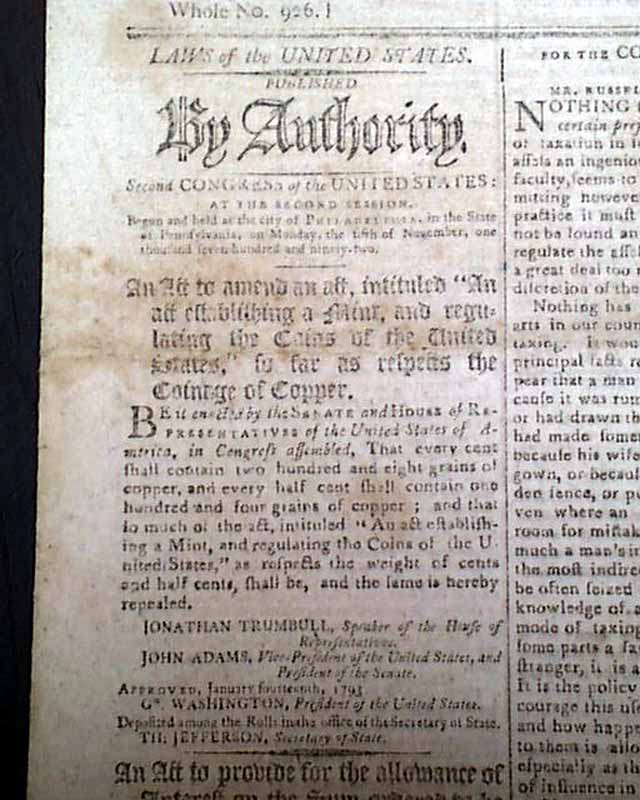 Whole No. 926.]
LAWS of the UNITED STATES.
PUBLISHED
By Authority.
Second CONGRESS of the UNITED STATES:
AT THE SECOND SESSION,
Begun and held at the city of PHILADELPHIA, in the State
of Pennsylvania, on Monday, the fifth of November, one
thousand seven hundred and ninety-two.
An Act to amend an act, intituled "An
act establishing a Mint, and regu-
lating the Coins of the United
States," so far as respects the
Coinage of Copper.
BE it enacted by the SENATE and HOUSE of RE-
PRESENTATIVES of the United States of A-
merica, in Congress assembled, That every cent
shall contain two hundred and eight grains of
copper, and every half cent shall contain one
hundred and four grains of copper ; and that
so much of the act, intituled "An act establish-
ing a Mint, and regulating the Coins of the U-
nited States," as respects the weight of cents
and half cents, shall be, and the same is hereby
repealed.
JONATHAN TRUMBULL, Speaker of the House of
Representatives.
JOHN ADAMS, Vice-President of the United States, and
President of the Senate.
APPROVED, January fourteenth, 1793
Go. WASHINGTON, President of the United States.
Deposited among the Rolls in the office of the Secretary of State.
TH: JEFFERSON, Secretary of State.
An Act to provide for the allowance of
Interest on the Sum
FOR THE
MR. RUSSEL
NOTHING
certain
of taxation in
assels an ingenio
faculty, seems to
mitting however
practice it must
not be found an
regulate the
a great deal too
discretion of the
Nothing has
arts in our coun
taxing. It wou
principal facts
pear that a man
cause it was
or had drawn th
had made some
because his wife
gown, or becaus
den fence, or
ven where an
room for mistak
much a man's
the most indirec
be often seized
knowledge of
mode of taxing
some parts a
stranger, it is a
It is the policy
courage this
and how happe
to them is allo
especially as
of influence in